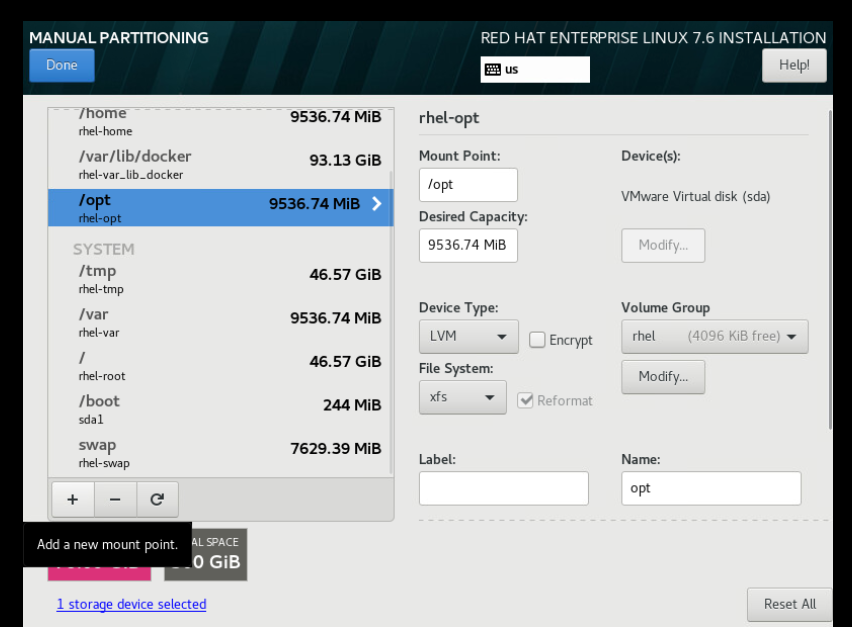 MANUAL PARTITIONING
RED HAT ENTERPRISE LINUX 7.6 INSTALLATION
Done
us
Help!
/home 9536.74 MiB
rhel-home
/var/lib/docker 93.13 GiB
rhel-var_lib_docker
/opt 9536.74 MiB
rhel-opt
SYSTEM
/tmp 46.57 GiB
rhel-tmp
/var 9536.74 MiB
rhel-var
/ 46.57 GiB
rhel-root
/boot 244 MiB
sda1
swap 7629.39 MiB
rhel-swap
+ −
Add a new mount point.
AL SPACE
0 GiB
1 storage device selected
rhel-opt
Mount Point: Device(s):
/opt
VMware Virtual disk (sda)
Desired Capacity:
9536.74 MiB Modify...
Device Type: Volume Group
LVM Encrypt rhel (4096 KiB free)
File System: Modify...
xfs Reformat
Label: Name:
opt
Reset All